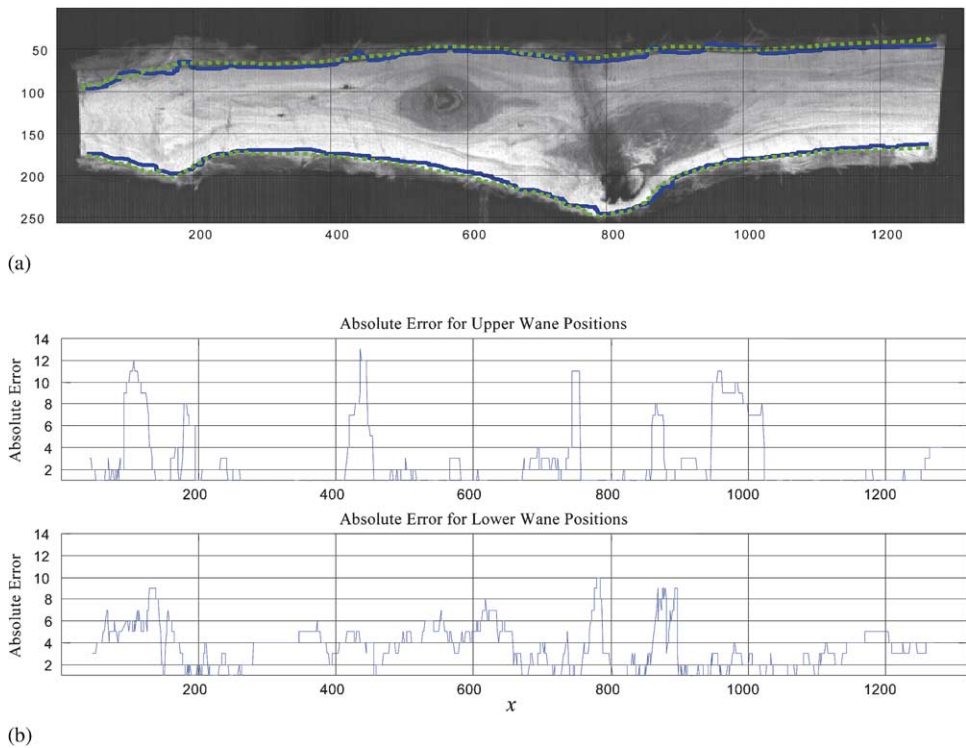 50
100
150
200
250
200 400 600 800 1000 1200
(a)
Absolute Error for Upper Wane Positions
Absolute Error
14
12
10
8
6
4
2
200 400 600 800 1000 1200
Absolute Error for Lower Wane Positions
Absolute Error
14
12
10
8
6
4
2
200 400 600 800 1000 1200
x
(b)